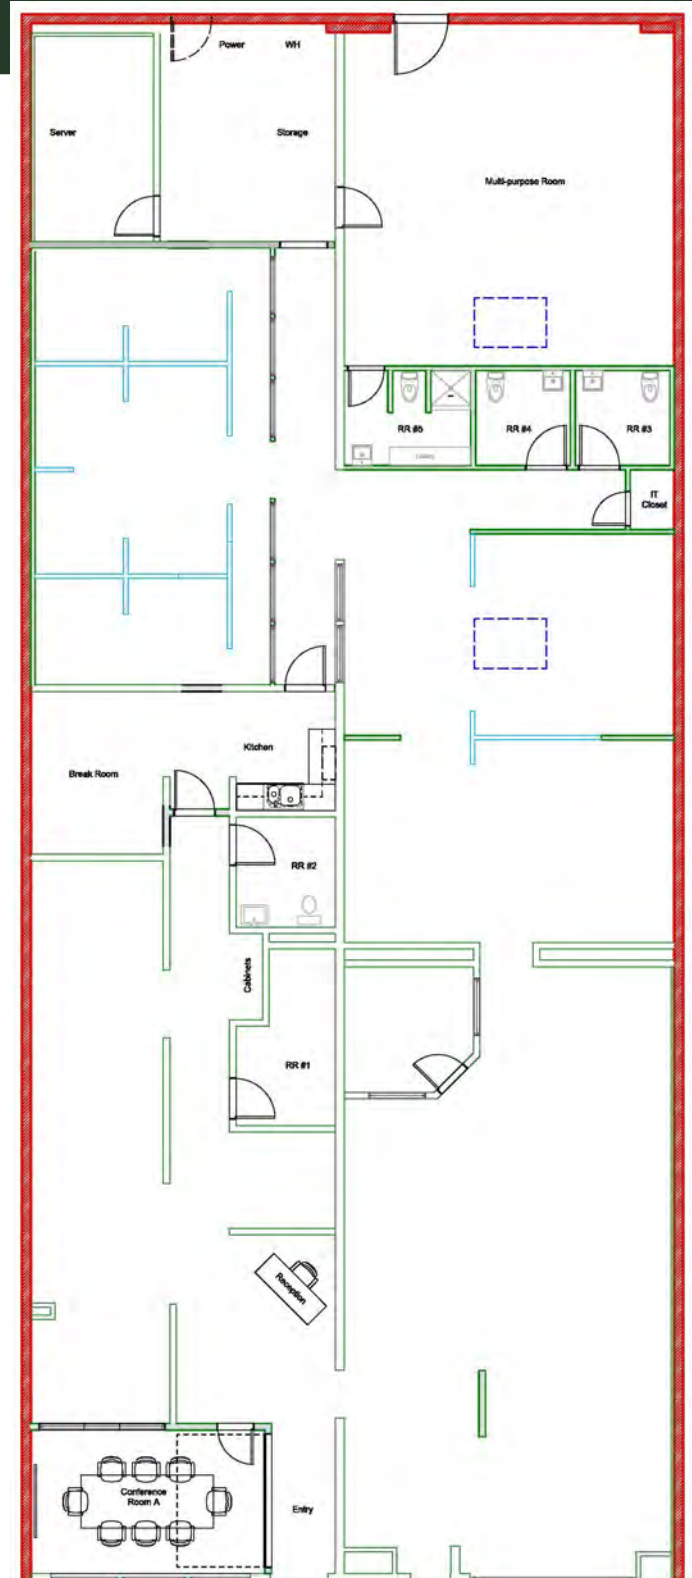 Power
WH
Server
Storage
Multi-purpose Room
RR #5
RR #4
RR #3
IT
Closet
Kitchen
Break Room
RR #2
Cabinets
RR #1
Reception
Conference
Room A
Entry